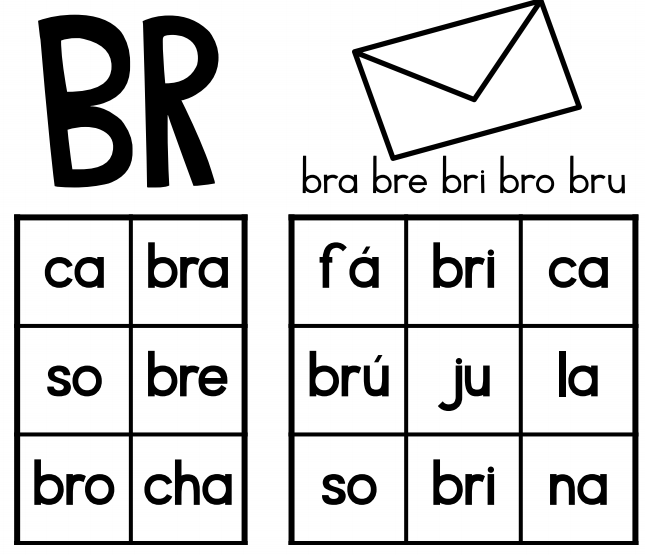 BR
bra bre bri bro bru
ca bra
so bre
bro cha
fá bri ca
brú ju la
so bri na